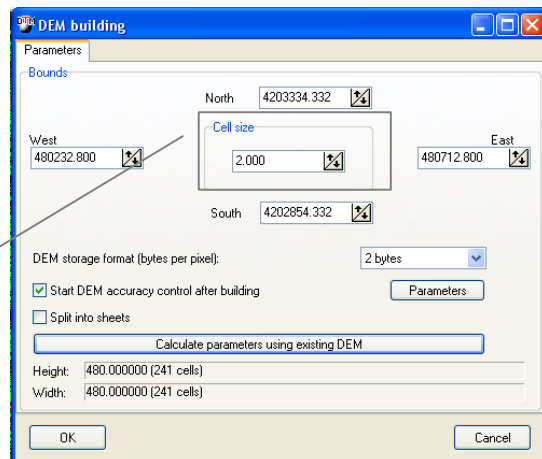 DEM building
Parameters
Bounds
North 4203334.332
Cell size
West East
480232.800 2.000 480712.800
South 4202854.332
DEM storage format (bytes per pixel): 2 bytes
Start DEM accuracy control after building Parameters
Split into sheets
Calculate parameters using existing DEM
Height: 480.000000 (241 cells)
Width: 480.000000 (241 cells)
OK Cancel